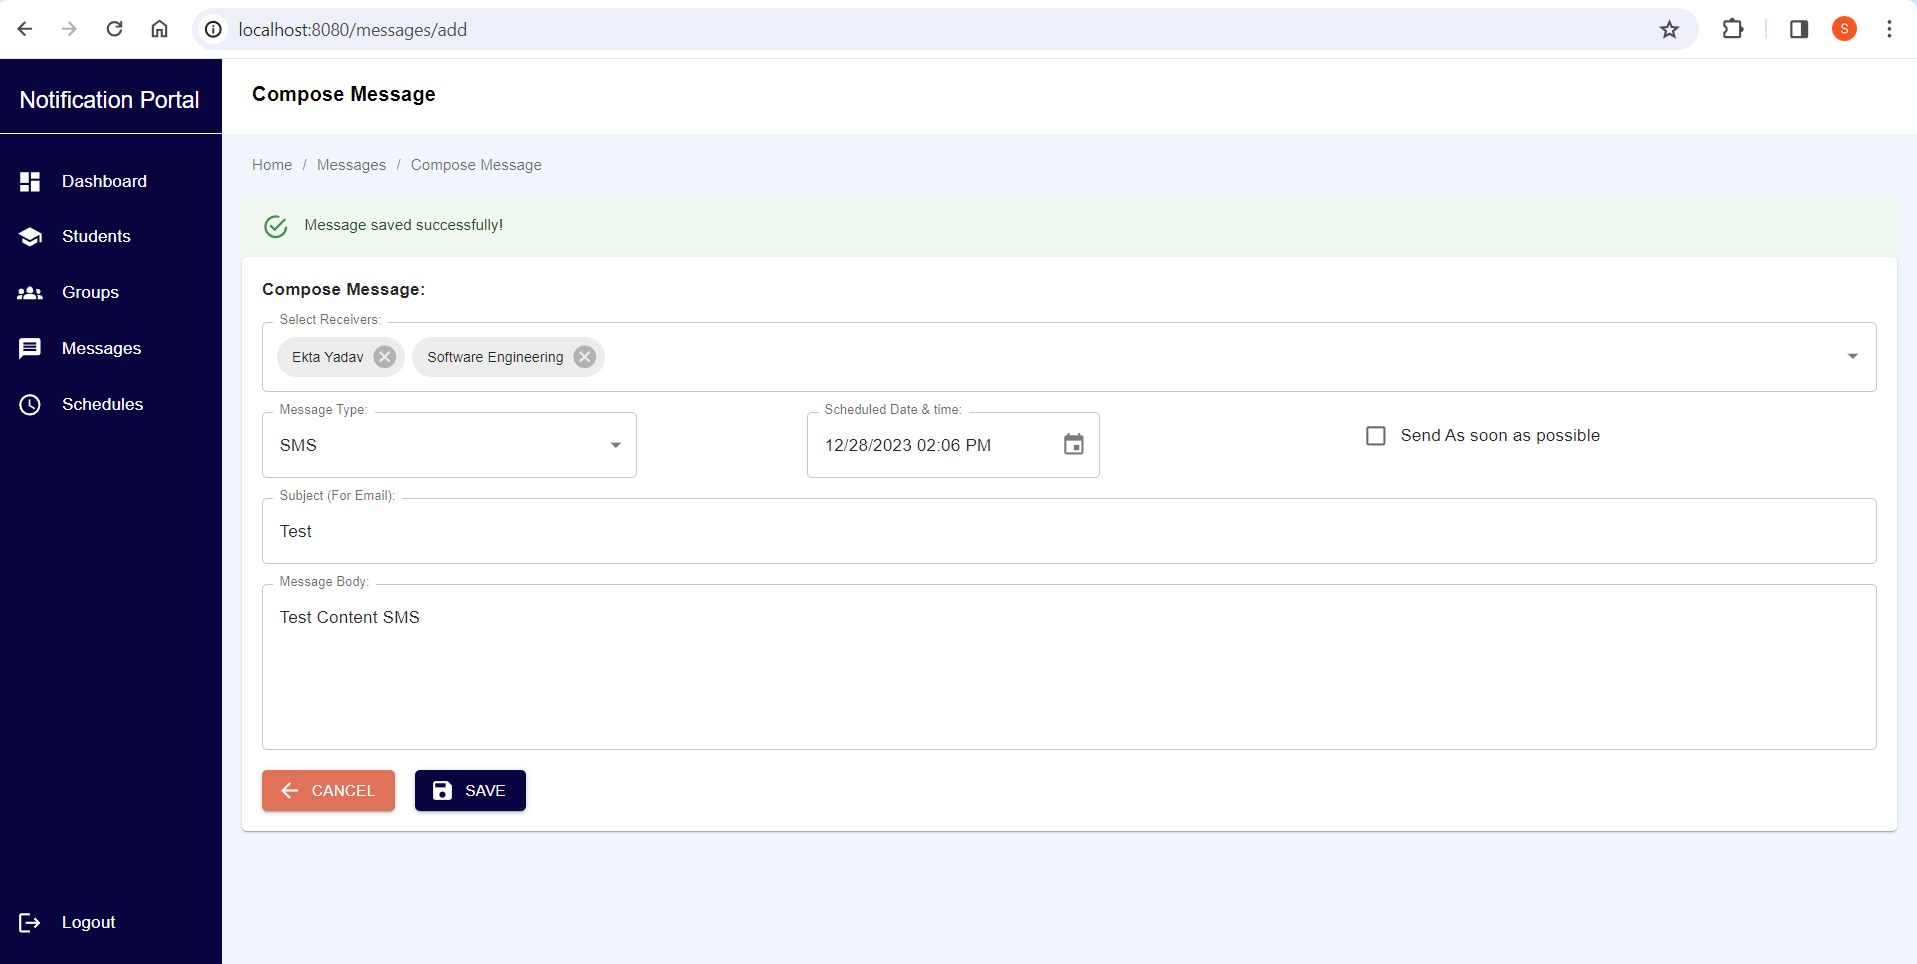 localhost:8080/messages/add
S
Notification Portal
Compose Message
Dashboard
Students
Groups
Messages
Schedules
Logout
Home / Messages / Compose Message
Message saved successfully!
Compose Message:
Select Receivers:
Ekta Yadav Software Engineering
Message Type:
SMS
Scheduled Date & time:
12/28/2023 02:06 PM
Send As soon as possible
Subject (For Email):
Test
Message Body:
Test Content SMS
CANCEL SAVE